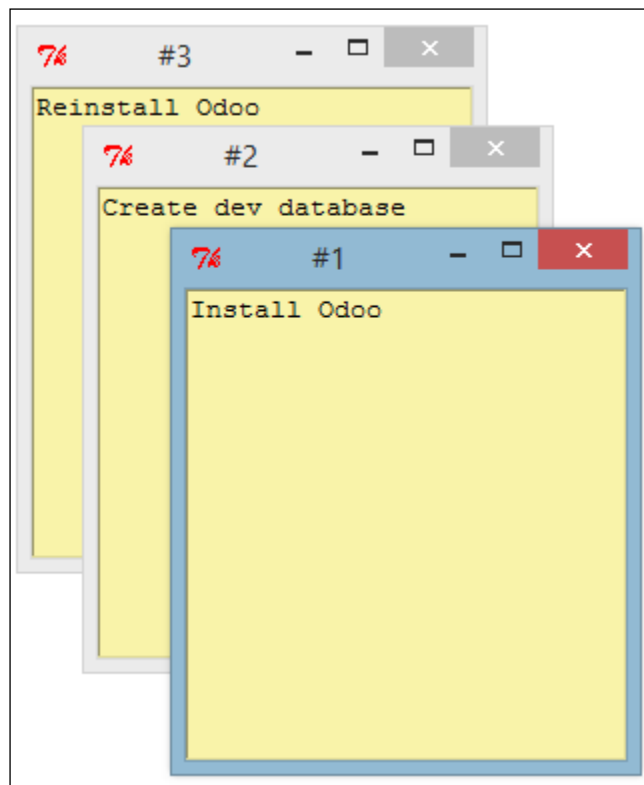 #3
Reinstall Odoo
#2
Create dev database
#1
Install Odoo